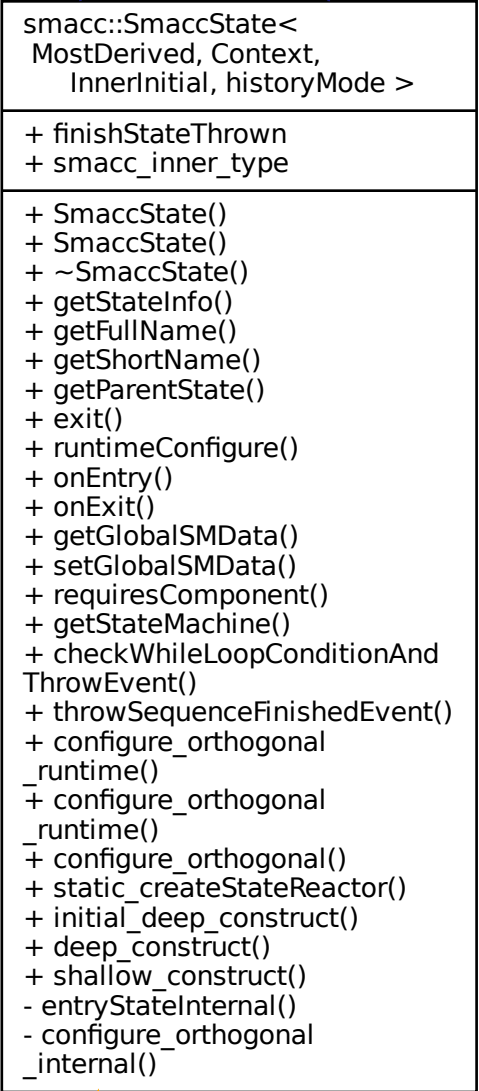 smacc::SmaccState<
MostDerived, Context,
InnerInitial, historyMode >
+ finishStateThrown
+ smacc_inner_type
+ SmaccState()
+ SmaccState()
+ ~SmaccState()
+ getStateInfo()
+ getFullName()
+ getShortName()
+ getParentState()
+ exit()
+ runtimeConfigure()
+ onEntry()
+ onExit()
+ getGlobalSMData()
+ setGlobalSMData()
+ requiresComponent()
+ getStateMachine()
+ checkWhileLoopConditionAnd
ThrowEvent()
+ throwSequenceFinishedEvent()
+ configure_orthogonal
_runtime()
+ configure_orthogonal
_runtime()
+ configure_orthogonal()
+ static_createStateReactor()
+ initial_deep_construct()
+ deep_construct()
+ shallow_construct()
- entryStateInternal()
- configure_orthogonal
_internal()